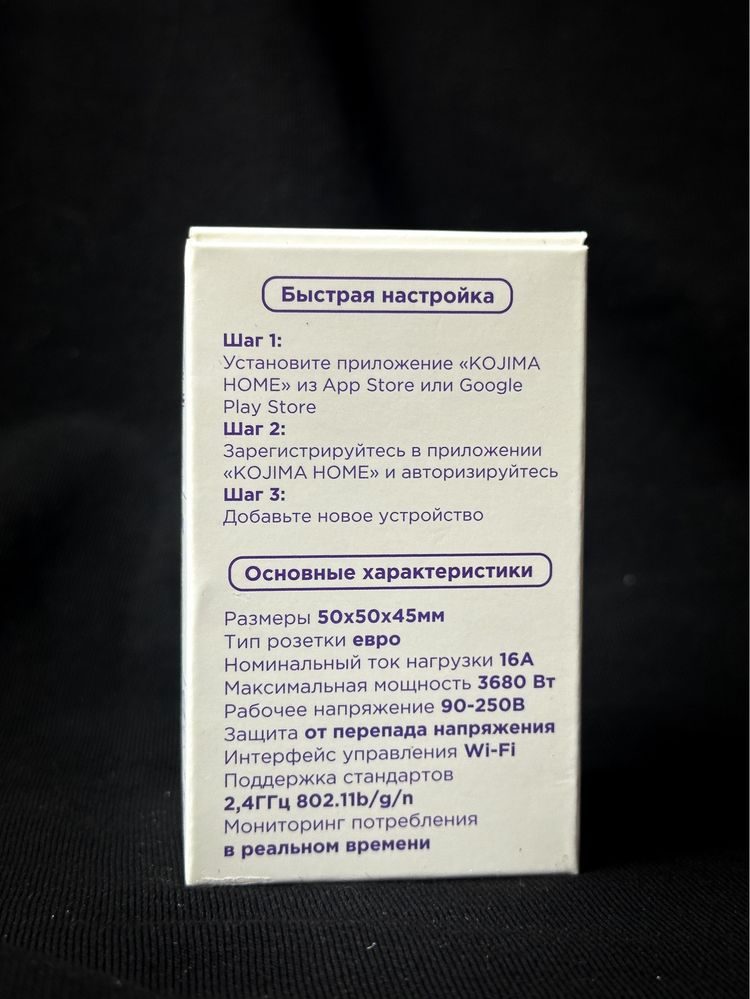 Быстрая настройка
Шаг 1:
Установите приложение «KOJIMA
HOME» из App Store или Google
Play Store
Шаг 2:
Зарегистрируйтесь в приложении
«KOJIMA HOME» и авторизируйтесь
Шаг 3:
Добавьте новое устройство
Основные характеристики
Размеры 50x50x45мм
Тип розетки евро
Номинальный ток нагрузки 16А
Максимальная мощность 3680 Вт
Рабочее напряжение 90-250В
Защита от перепада напряжения
Интерфейс управления Wi-Fi
Поддержка стандартов
2,4ГГц 802.11b/g/n
Мониторинг потребления
в реальном времени